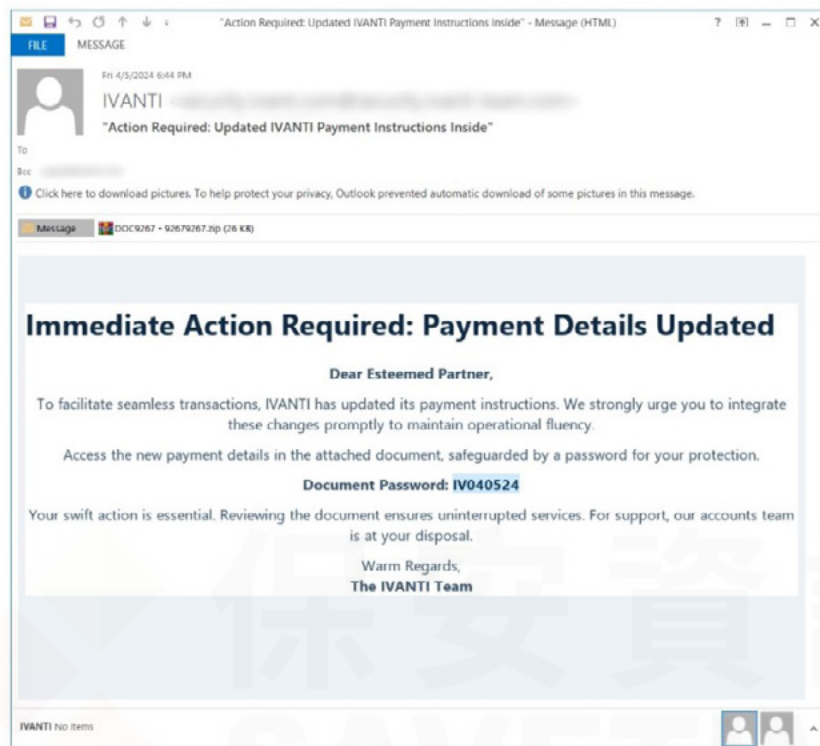 "Action Required: Updated IVANTI Payment Instructions Inside" - Message (HTML)
FILE MESSAGE
Fri 4/5/2024 6:44 PM
IVANTI
"Action Required: Updated IVANTI Payment Instructions Inside"
To
Bcc
Click here to download pictures. To help protect your privacy, Outlook prevented automatic download of some pictures in this message.
Message DOC9267 - 92679267.zip (26 KB)
Immediate Action Required: Payment Details Updated
Dear Esteemed Partner,
To facilitate seamless transactions, IVANTI has updated its payment instructions. We strongly urge you to integrate
these changes promptly to maintain operational fluency.
Access the new payment details in the attached document, safeguarded by a password for your protection.
Document Password: IV040524
Your swift action is essential. Reviewing the document ensures uninterrupted services. For support, our accounts team
is at your disposal.
Warm Regards,
The IVANTI Team
保安資
IVANTI No Items